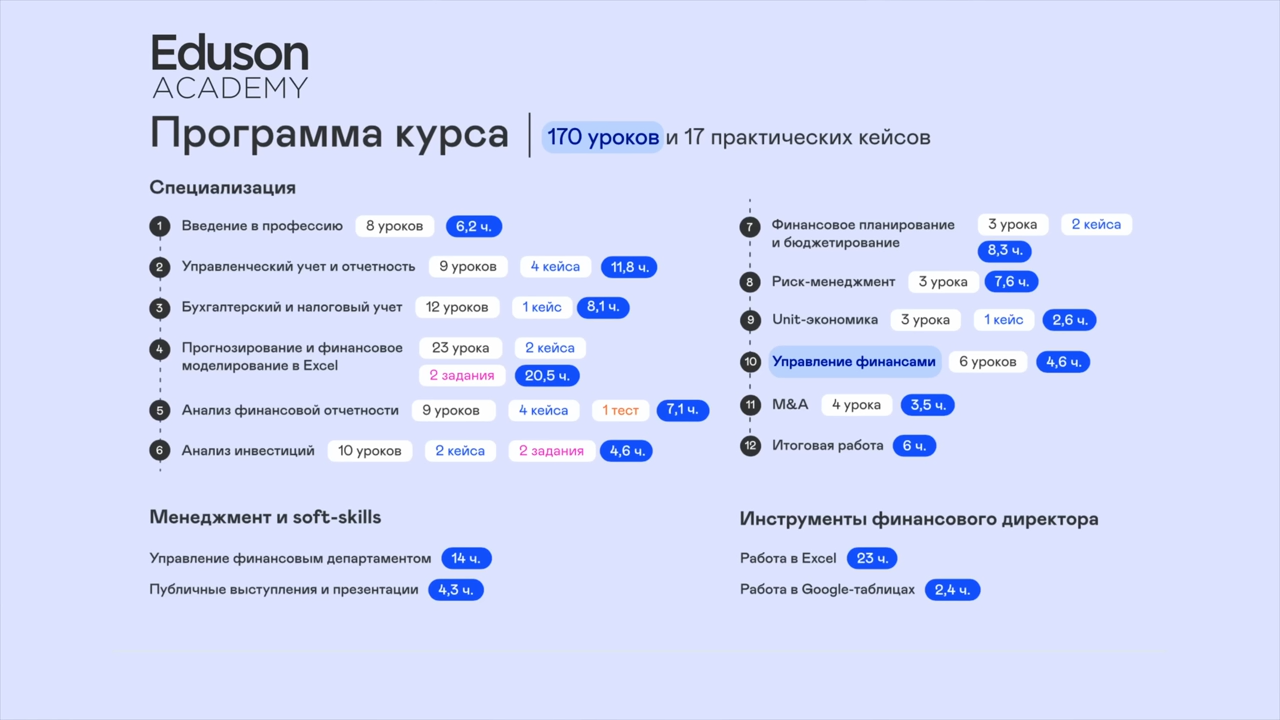 Eduson
ACADEMY
Программа курса 170 уроков и 17 практических кейсов
Специализация
1 Введение в профессию 8 уроков 6,2 ч.
2 Управленческий учет и отчетность 9 уроков 4 кейса 11,8 ч.
3 Бухгалтерский и налоговый учет 12 уроков 1 кейс 8,1 ч.
4 Прогнозирование и финансовое 23 урока 2 кейса
моделирование в Excel 2 задания 20,5 ч.
5 Анализ финансовой отчетности 9 уроков 4 кейса 1 тест 7,1 ч.
6 Анализ инвестиций 10 уроков 2 кейса 2 задания 4,6 ч.
7 Финансовое планирование 3 урока 2 кейса
и бюджетирование 8,3 ч.
8 Риск-менеджмент 3 урока 7,6 ч.
9 Unit-экономика 3 урока 1 кейс 2,6 ч.
10 Управление финансами 6 уроков 4,6 ч.
11 M&A 4 урока 3,5 ч.
12 Итоговая работа 6 ч.
Менеджмент и soft-skills
Управление финансовым департаментом 14 ч.
Публичные выступления и презентации 4,3 ч.
Инструменты финансового директора
Работа в Excel 23 ч.
Работа в Google-таблицах 2,4 ч.